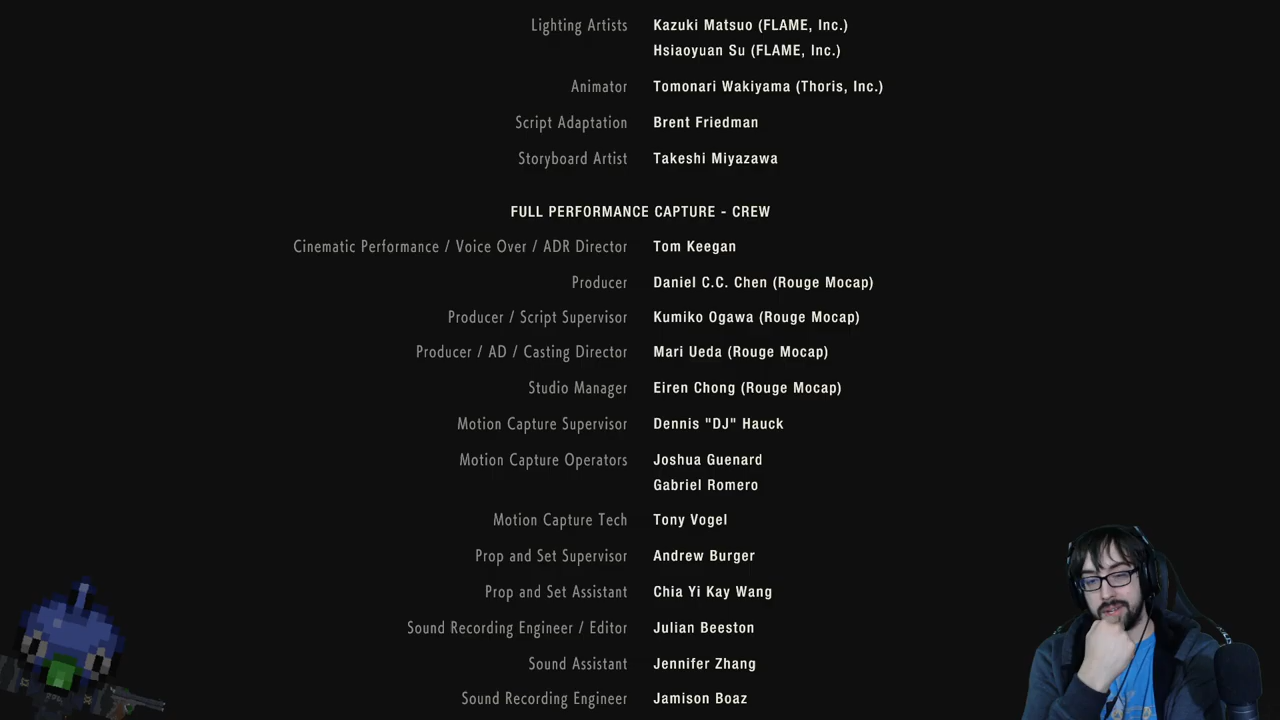 Lighting Artists Kazuki Matsuo (FLAME, Inc.)
Hsiaoyuan Su (FLAME, Inc.)
Animator Tomonari Wakiyama (Thoris, Inc.)
Script Adaptation Brent Friedman
Storyboard Artist Takeshi Miyazawa
FULL PERFORMANCE CAPTURE - CREW
Cinematic Performance / Voice Over / ADR Director Tom Keegan
Producer Daniel C.C. Chen (Rouge Mocap)
Producer / Script Supervisor Kumiko Ogawa (Rouge Mocap)
Producer / AD / Casting Director Mari Ueda (Rouge Mocap)
Studio Manager Eiren Chong (Rouge Mocap)
Motion Capture Supervisor Dennis "DJ" Hauck
Motion Capture Operators Joshua Guenard
Gabriel Romero
Motion Capture Tech Tony Vogel
Prop and Set Supervisor Andrew Burger
Prop and Set Assistant Chia Yi Kay Wang
Sound Recording Engineer / Editor Julian Beeston
Sound Assistant Jennifer Zhang
Sound Recording Engineer Jamison Boaz